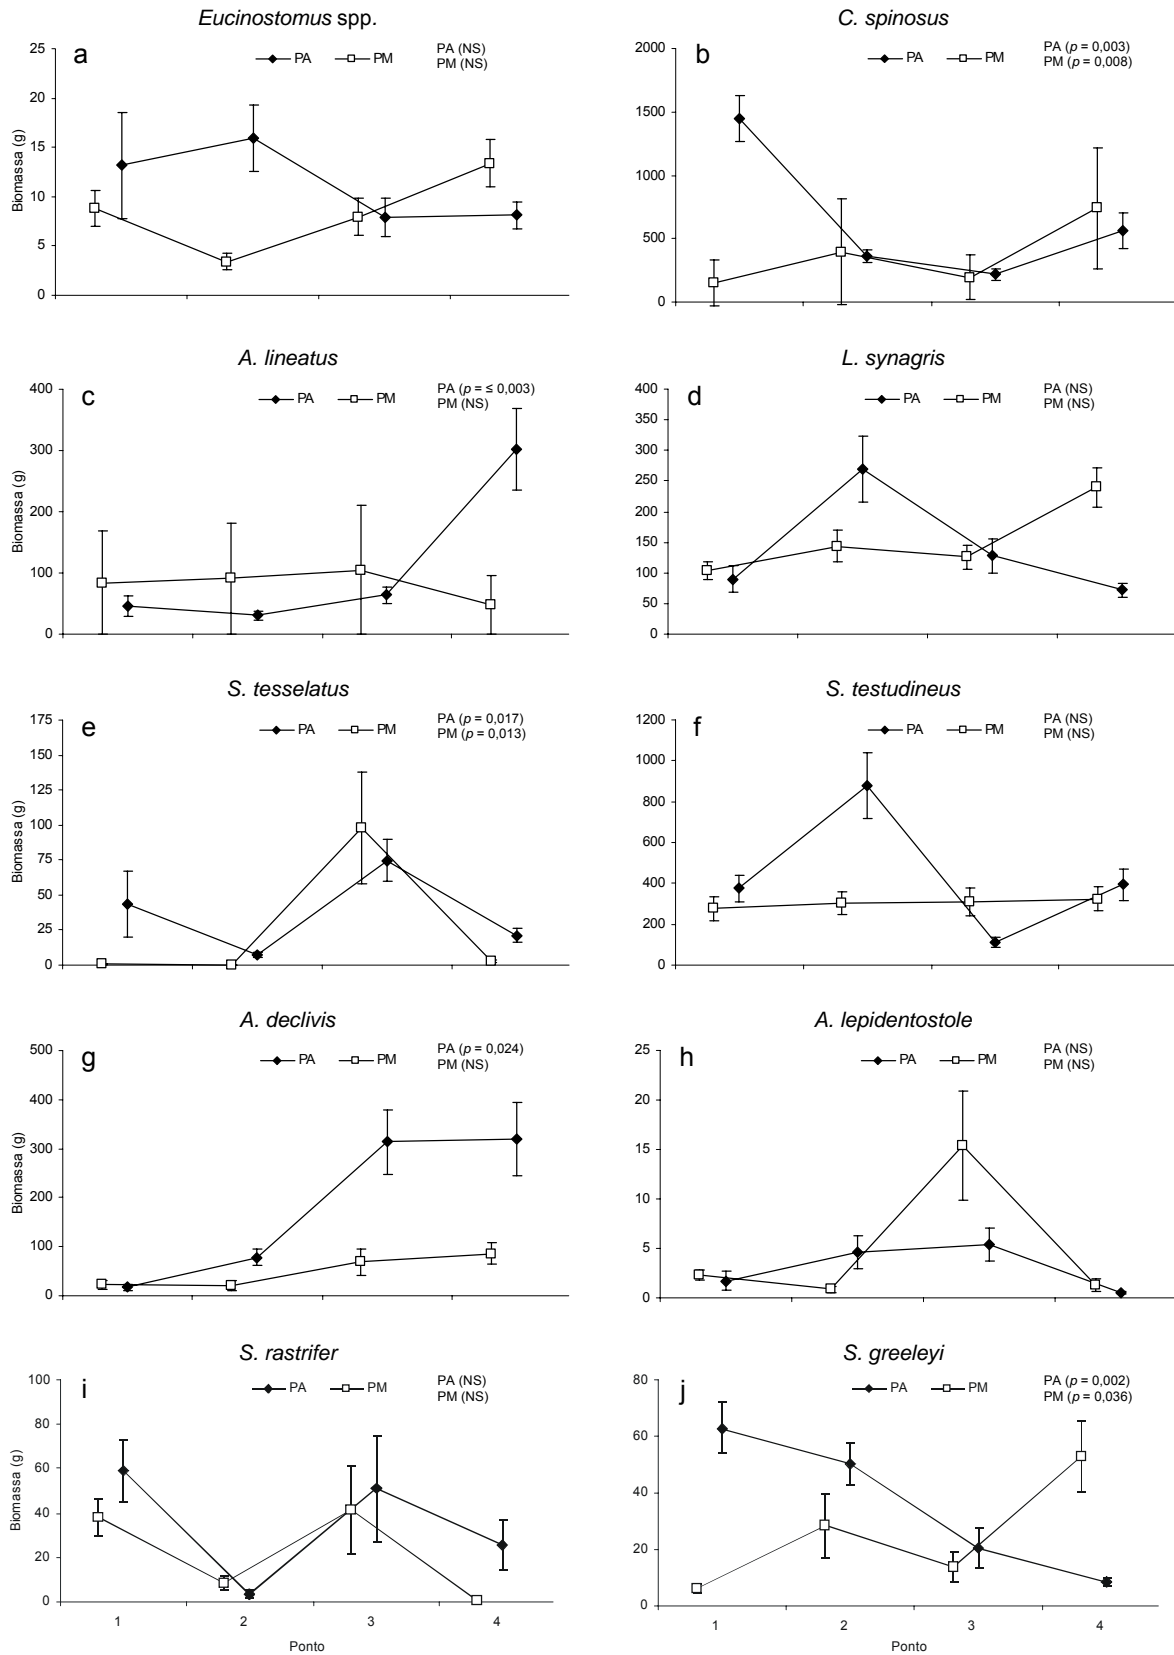 Eucinostomus spp.
a
PA
PM
PA (NS)
PM (NS)
25
20
15
10
5
0
Biomassa (g)
C. spinosus
b
PA
PM
PA (p = 0,003)
PM (p = 0,008)
2000
1500
1000
500
0
A. lineatus
c
PA
PM
PA (p = ≤ 0,003)
PM (NS)
400
300
200
100
0
Biomassa (g)
L. synagris
d
PA
PM
PA (NS)
PM (NS)
400
350
300
250
200
150
100
50
0
S. tesselatus
e
PA
PM
PA (p = 0,017)
PM (p = 0,013)
175
150
125
100
75
50
25
0
Biomassa (g)
S. testudineus
f
PA
PM
PA (NS)
PM (NS)
1200
1000
800
600
400
200
0
A. declivis
g
PA
PM
PA (p = 0,024)
PM (NS)
500
400
300
200
100
0
Biomassa (g)
A. lepidentostole
h
PA
PM
PA (NS)
PM (NS)
25
20
15
10
5
0
S. rastrifer
i
PA
PM
PA (NS)
PM (NS)
100
80
60
40
20
0
Biomassa (g)
1 2 3 4
Ponto
S. greeleyi
j
PA
PM
PA (p = 0,002)
PM (p = 0,036)
80
60
40
20
0
1 2 3 4
Ponto